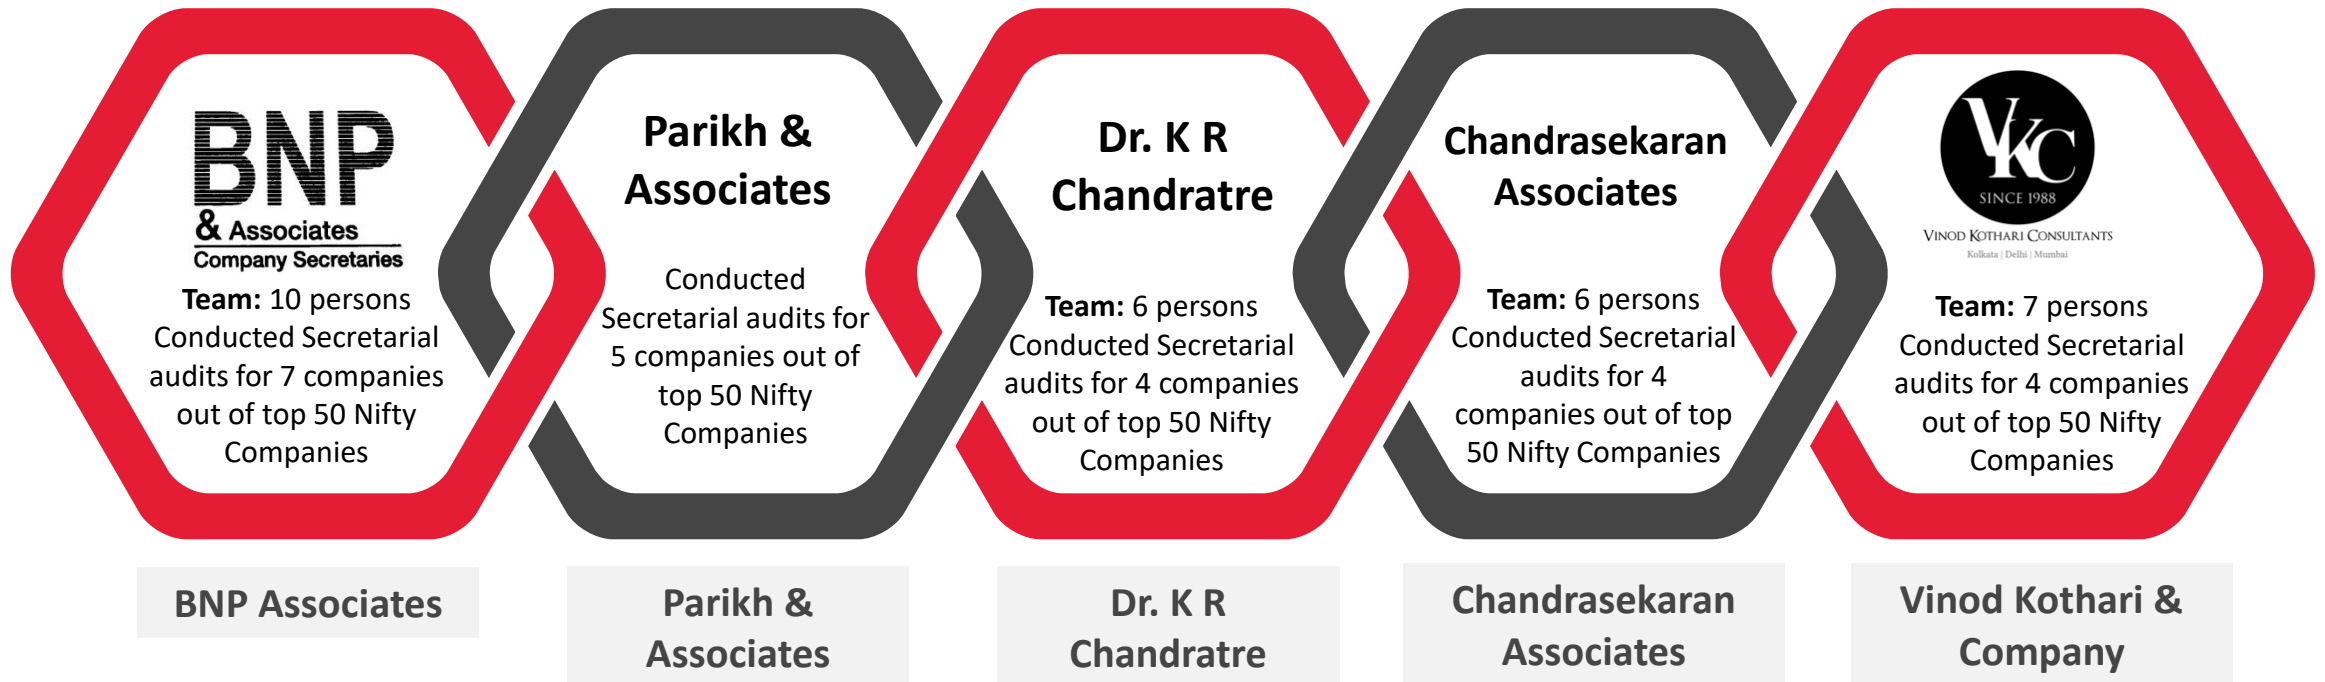 BNP
& Associates
Company Secretaries
Team: 10 persons
Conducted Secretarial
audits for 7 companies
out of top 50 Nifty
Companies
Parikh &
Associates
Conducted
Secretarial audits for
5 companies out of
top 50 Nifty
Companies
Dr. K R
Chandratre
Team: 6 persons
Conducted Secretarial
audits for 4 companies
out of top 50 Nifty
Companies
Chandrasekaran
Associates
Team: 6 persons
Conducted Secretarial
audits for 4
companies out of top
50 Nifty Companies
VKC
SINCE 1988
VINOD KOTHARI CONSULTANTS
Kolkata | Delhi | Mumbai
Team: 7 persons
Conducted Secretarial
audits for 4 companies
out of top 50 Nifty
Companies
BNP Associates
Parikh &
Associates
Dr. K R
Chandratre
Chandrasekaran
Associates
Vinod Kothari &
Company